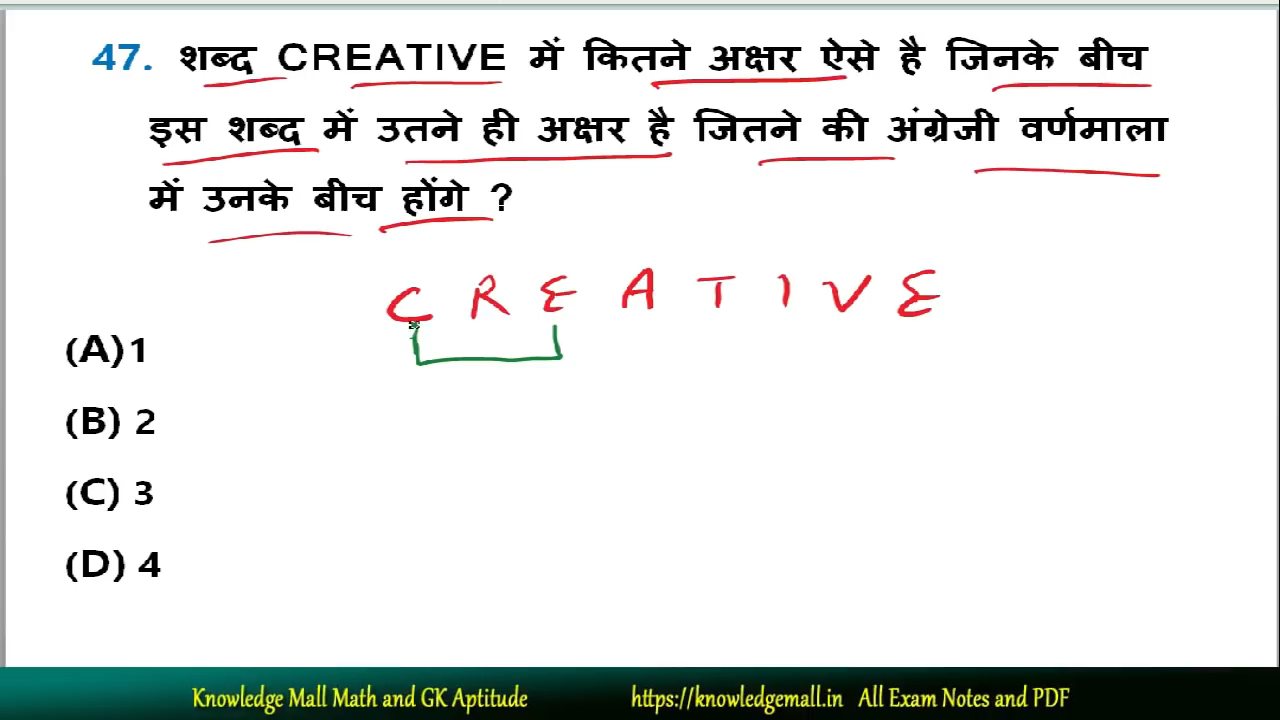 47. शब्द CREATIVE में कितने अक्षर ऐसे है जिनके बीच
इस शब्द में उतने ही अक्षर है जितने की अंग्रेजी वर्णमाला
में उनके बीच होंगे ?
C R E A T I V E
(A)1
(B) 2
(C) 3
(D) 4
Knowledge Mall Math and GK Aptitude https://knowledgemall.in All Exam Notes and PDF